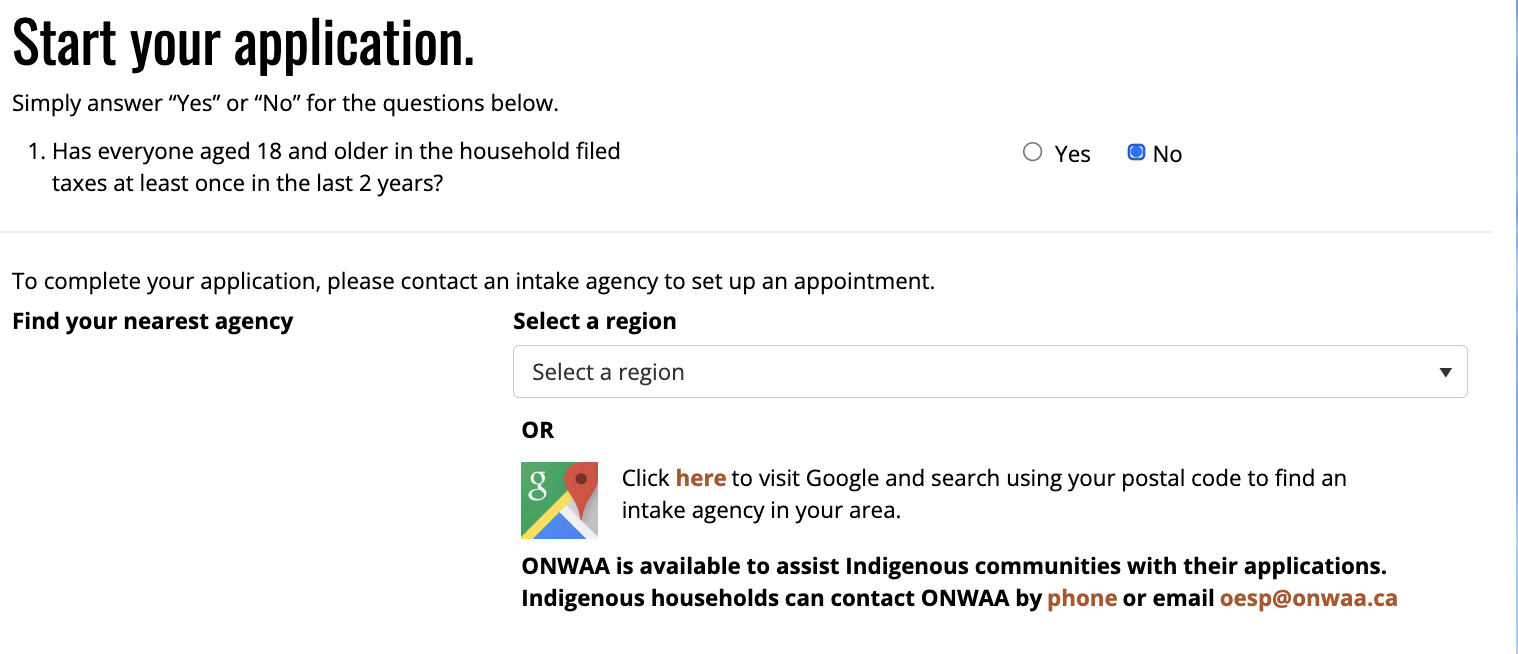 Start your application.
Simply answer “Yes” or “No” for the questions below.
1. Has everyone aged 18 and older in the household filed
taxes at least once in the last 2 years?
Yes No
To complete your application, please contact an intake agency to set up an appointment.
Find your nearest agency
Select a region
Select a region
OR
g
Click here to visit Google and search using your postal code to find an
intake agency in your area.
ONWAA is available to assist Indigenous communities with their applications.
Indigenous households can contact ONWAA by phone or email oesp@onwaa.ca